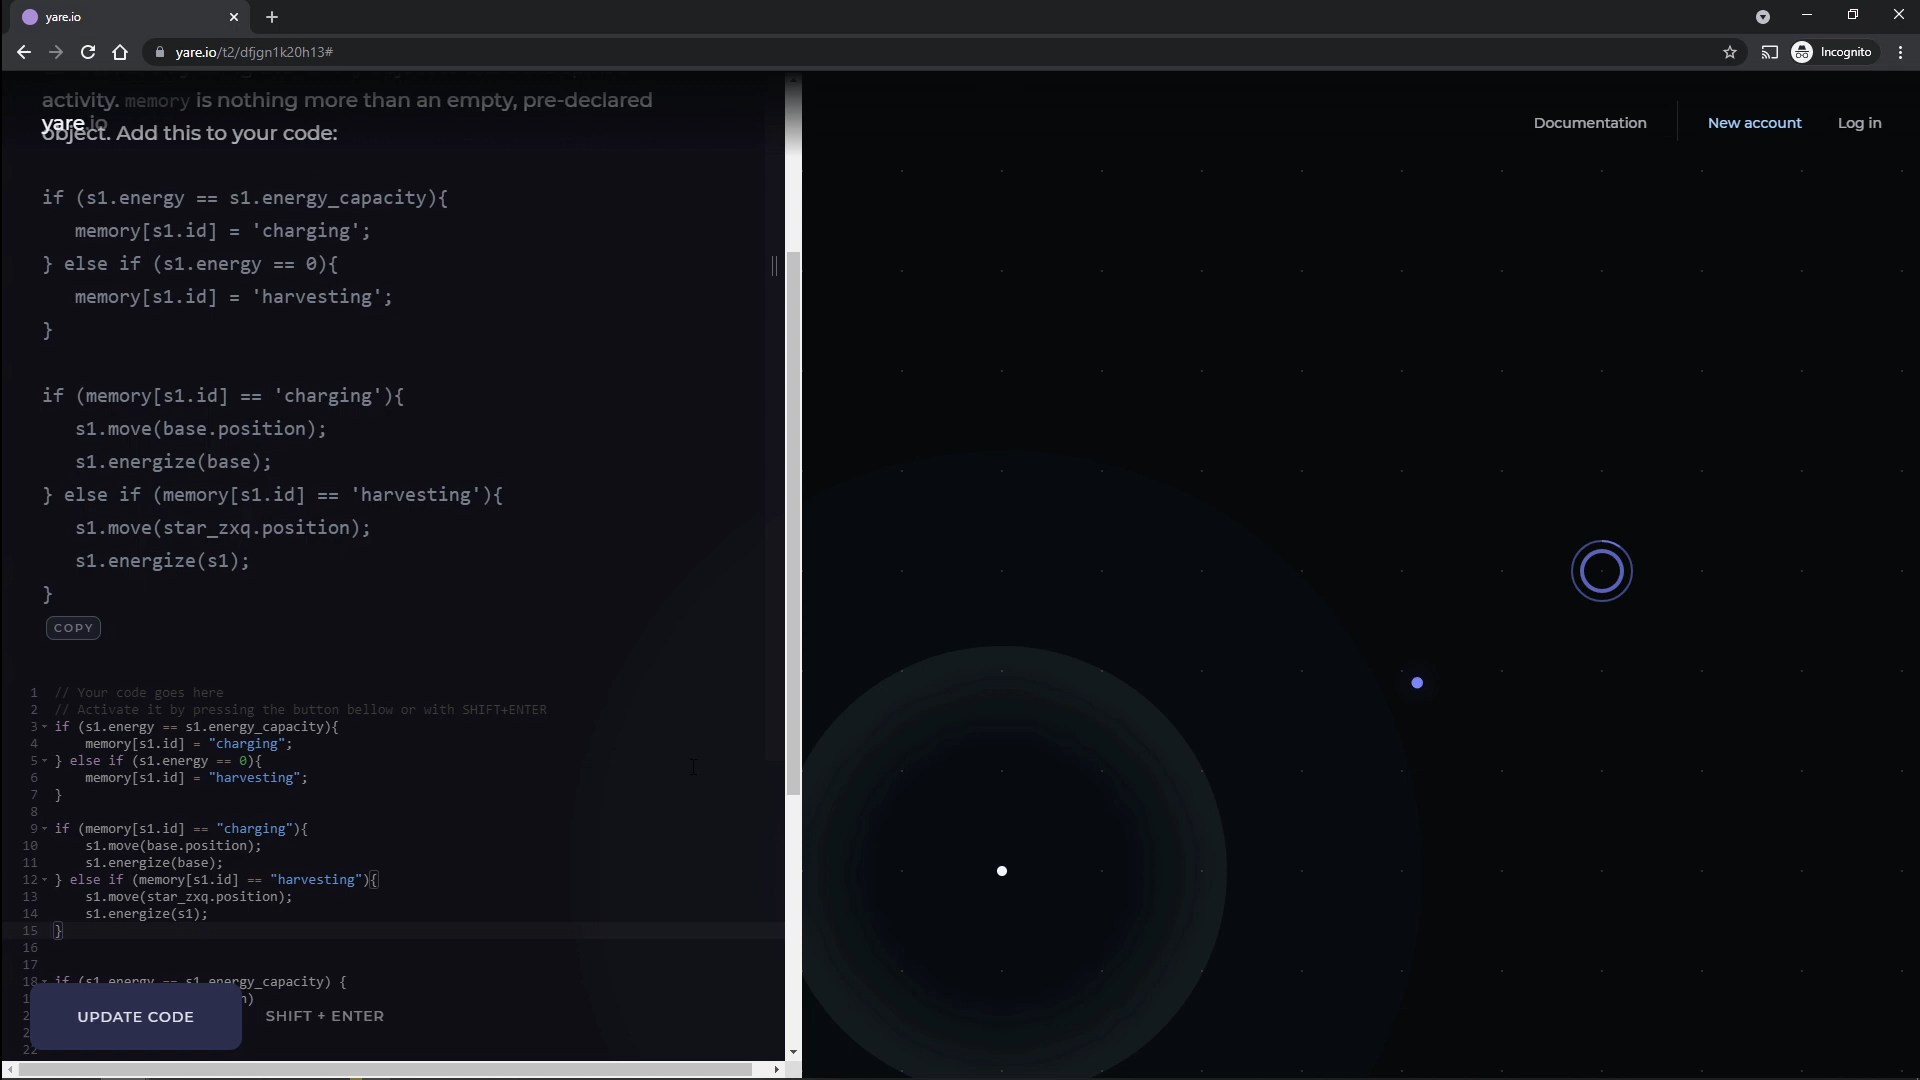 yare.io
yare.io/t2/dfjgn1k20h13#
Incognito
activity. memory is nothing more than an empty, pre-declared
yare.io
object. Add this to your code:
Documentation
New account
Log in
if (s1.energy == s1.energy_capacity){
memory[s1.id] = 'charging';
} else if (s1.energy == 0){
memory[s1.id] = 'harvesting';
}
if (memory[s1.id] == 'charging'){
s1.move(base.position);
s1.energize(base);
} else if (memory[s1.id] == 'harvesting'){
s1.move(star_zxq.position);
s1.energize(s1);
}
COPY
1 // Your code goes here
2 // Activate it by pressing the button bellow or with SHIFT+ENTER
3 if (s1.energy == s1.energy_capacity){
4 memory[s1.id] = "charging";
5 } else if (s1.energy == 0){
6 memory[s1.id] = "harvesting";
7 }
8
9 if (memory[s1.id] == "charging"){
10 s1.move(base.position);
11 s1.energize(base);
12 } else if (memory[s1.id] == "harvesting"){
13 s1.move(star_zxq.position);
14 s1.energize(s1);
15 }
16
17
18 if (s1.energy == s1.energy_capacity) {
UPDATE CODE
SHIFT + ENTER
22